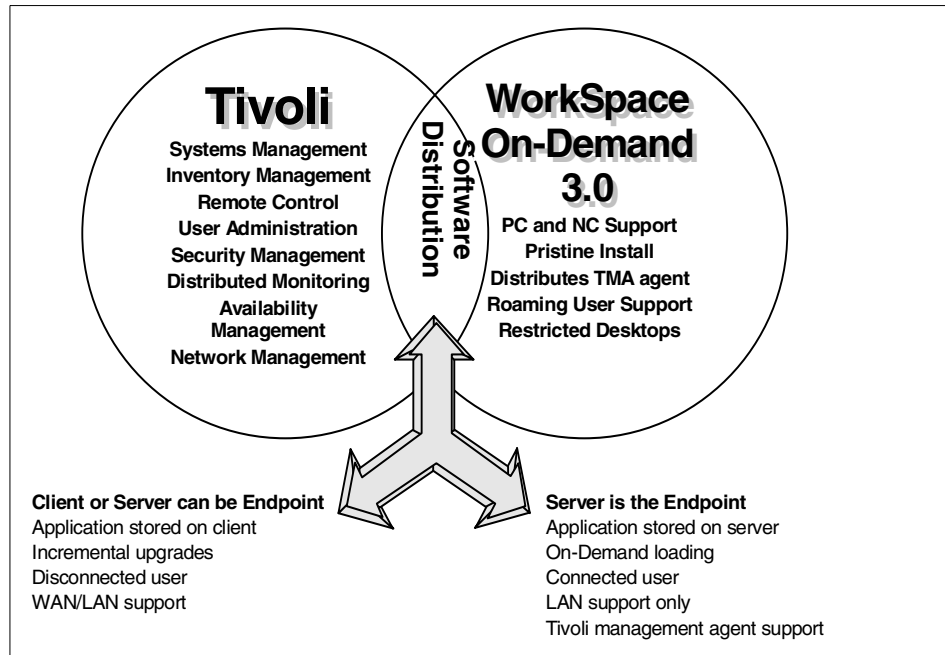 Tivoli
Systems Management
Inventory Management
Remote Control
User Administration
Security Management
Distributed Monitoring
Availability
Management
Network Management
Software
Distribution
WorkSpace
On-Demand
3.0
PC and NC Support
Pristine Install
Distributes TMA agent
Roaming User Support
Restricted Desktops
Client or Server can be Endpoint
Application stored on client
Incremental upgrades
Disconnected user
WAN/LAN support
Server is the Endpoint
Application stored on server
On-Demand loading
Connected user
LAN support only
Tivoli management agent support